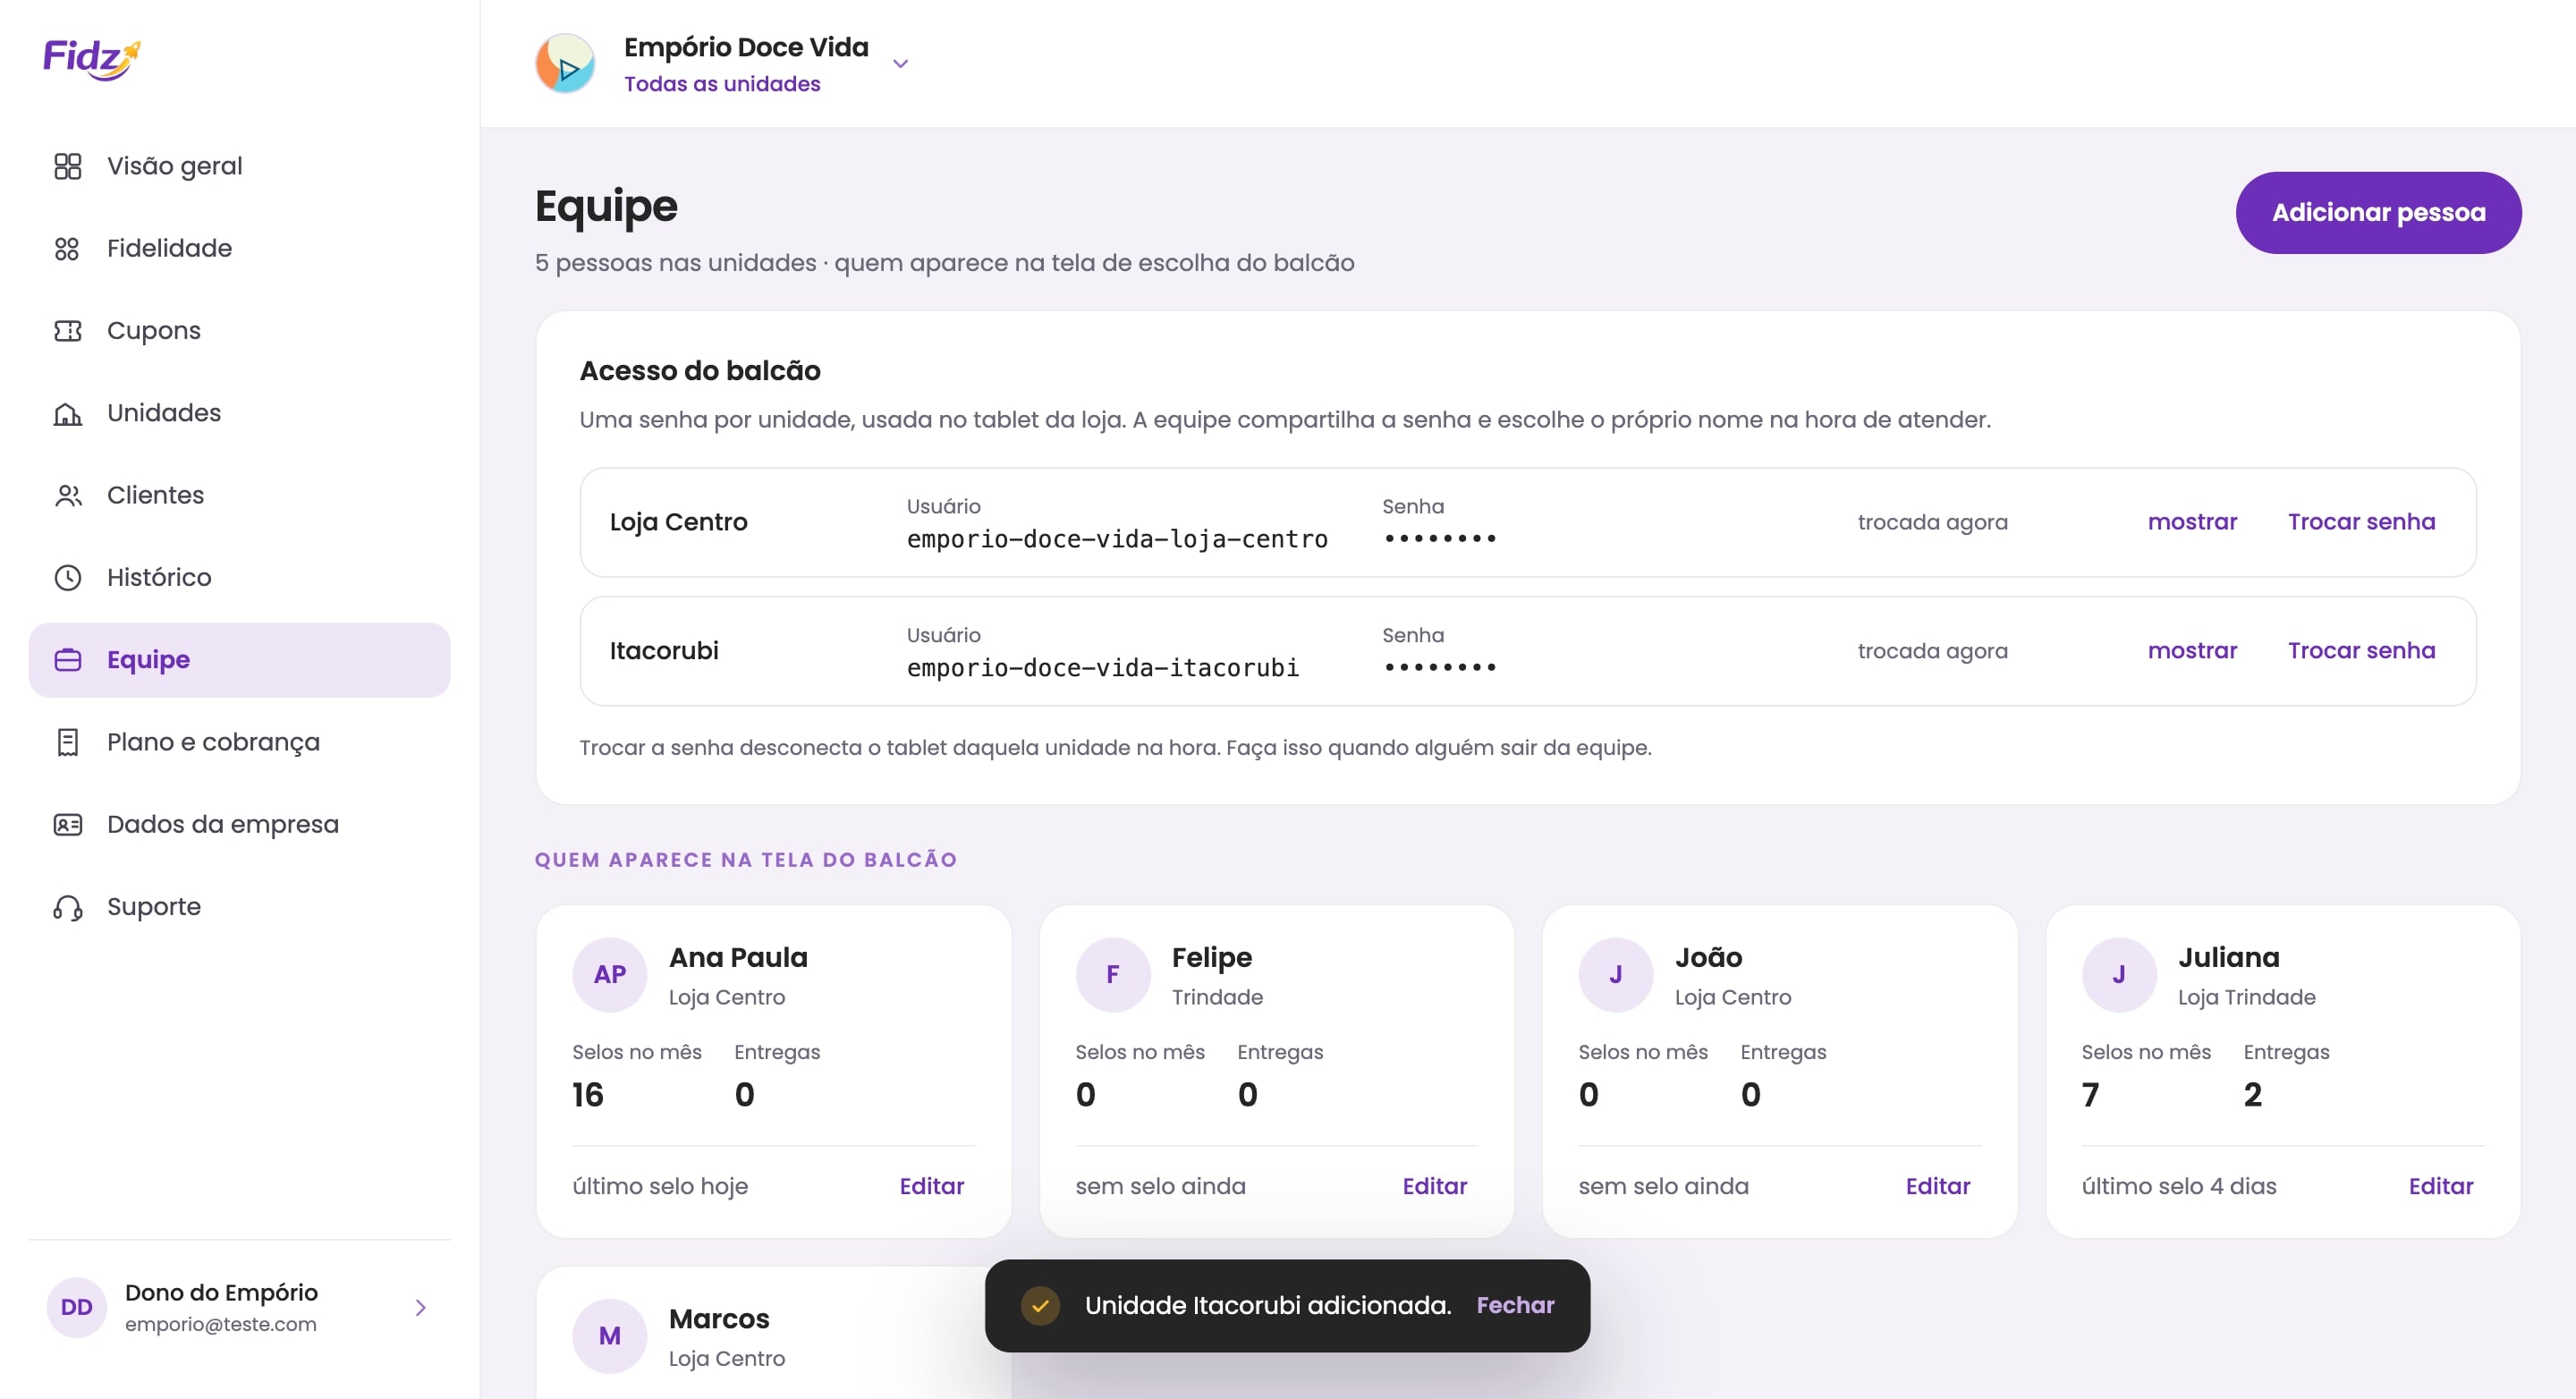 Fidz
Visão geral
Fidelidade
Cupons
Unidades
Clientes
Histórico
Equipe
Plano e cobrança
Dados da empresa
Suporte
DD
Dono do Empório
emporio@teste.com
Empório Doce Vida
Todas as unidades
Equipe
5 pessoas nas unidades · quem aparece na tela de escolha do balcão
Adicionar pessoa
Acesso do balcão
Uma senha por unidade, usada no tablet da loja. A equipe compartilha a senha e escolhe o próprio nome na hora de atender.
Loja Centro
Usuário
emporio-doce-vida-loja-centro
Senha
••••••••
trocada agora
mostrar
Trocar senha
Itacorubi
Usuário
emporio-doce-vida-itacorubi
Senha
••••••••
trocada agora
mostrar
Trocar senha
Trocar a senha desconecta o tablet daquela unidade na hora. Faça isso quando alguém sair da equipe.
QUEM APARECE NA TELA DO BALCÃO
AP
Ana Paula
Loja Centro
Selos no mês
Entregas
16
0
último selo hoje
Editar
F
Felipe
Trindade
Selos no mês
Entregas
0
0
sem selo ainda
Editar
J
João
Loja Centro
Selos no mês
Entregas
0
0
sem selo ainda
Editar
J
Juliana
Loja Trindade
Selos no mês
Entregas
7
2
último selo 4 dias
Editar
M
Marcos
Loja Centro
Unidade Itacorubi adicionada.
Fechar